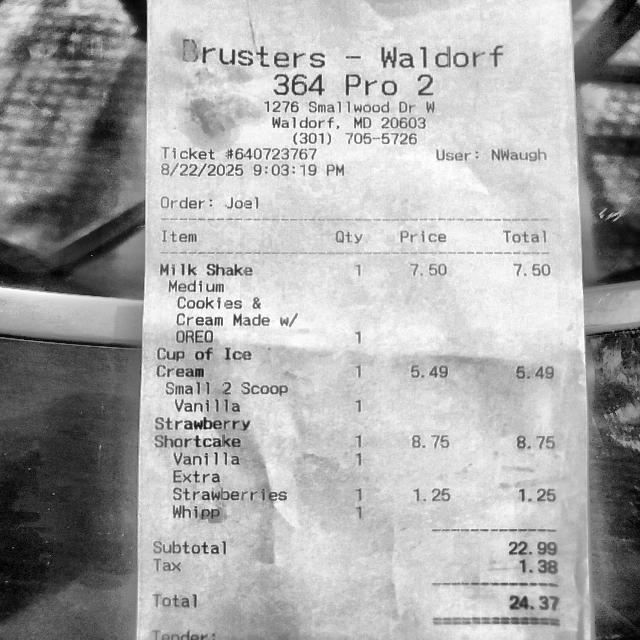 Brusters - Waldorf
364 Pro 2
1276 Smallwood Dr W
Waldorf, MD 20603
(301) 705-5726
Ticket #640723767 User: NWaugh
8/22/2025 9:03:19 PM
Order: Joel
Item Qty Price Total
Milk Shake 1 7.50 7.50
Medium
Cookies &
Cream Made w/
OREO 1
Cup of Ice
Cream 1 5.49 5.49
Small 2 Scoop
Vanilla 1
Strawberry
Shortcake 1 8.75 8.75
Vanilla 1
Extra
Strawberries 1 1.25 1.25
Whipp 1
Subtotal 22.99
Tax 1.38
Total 24.37
Tender: